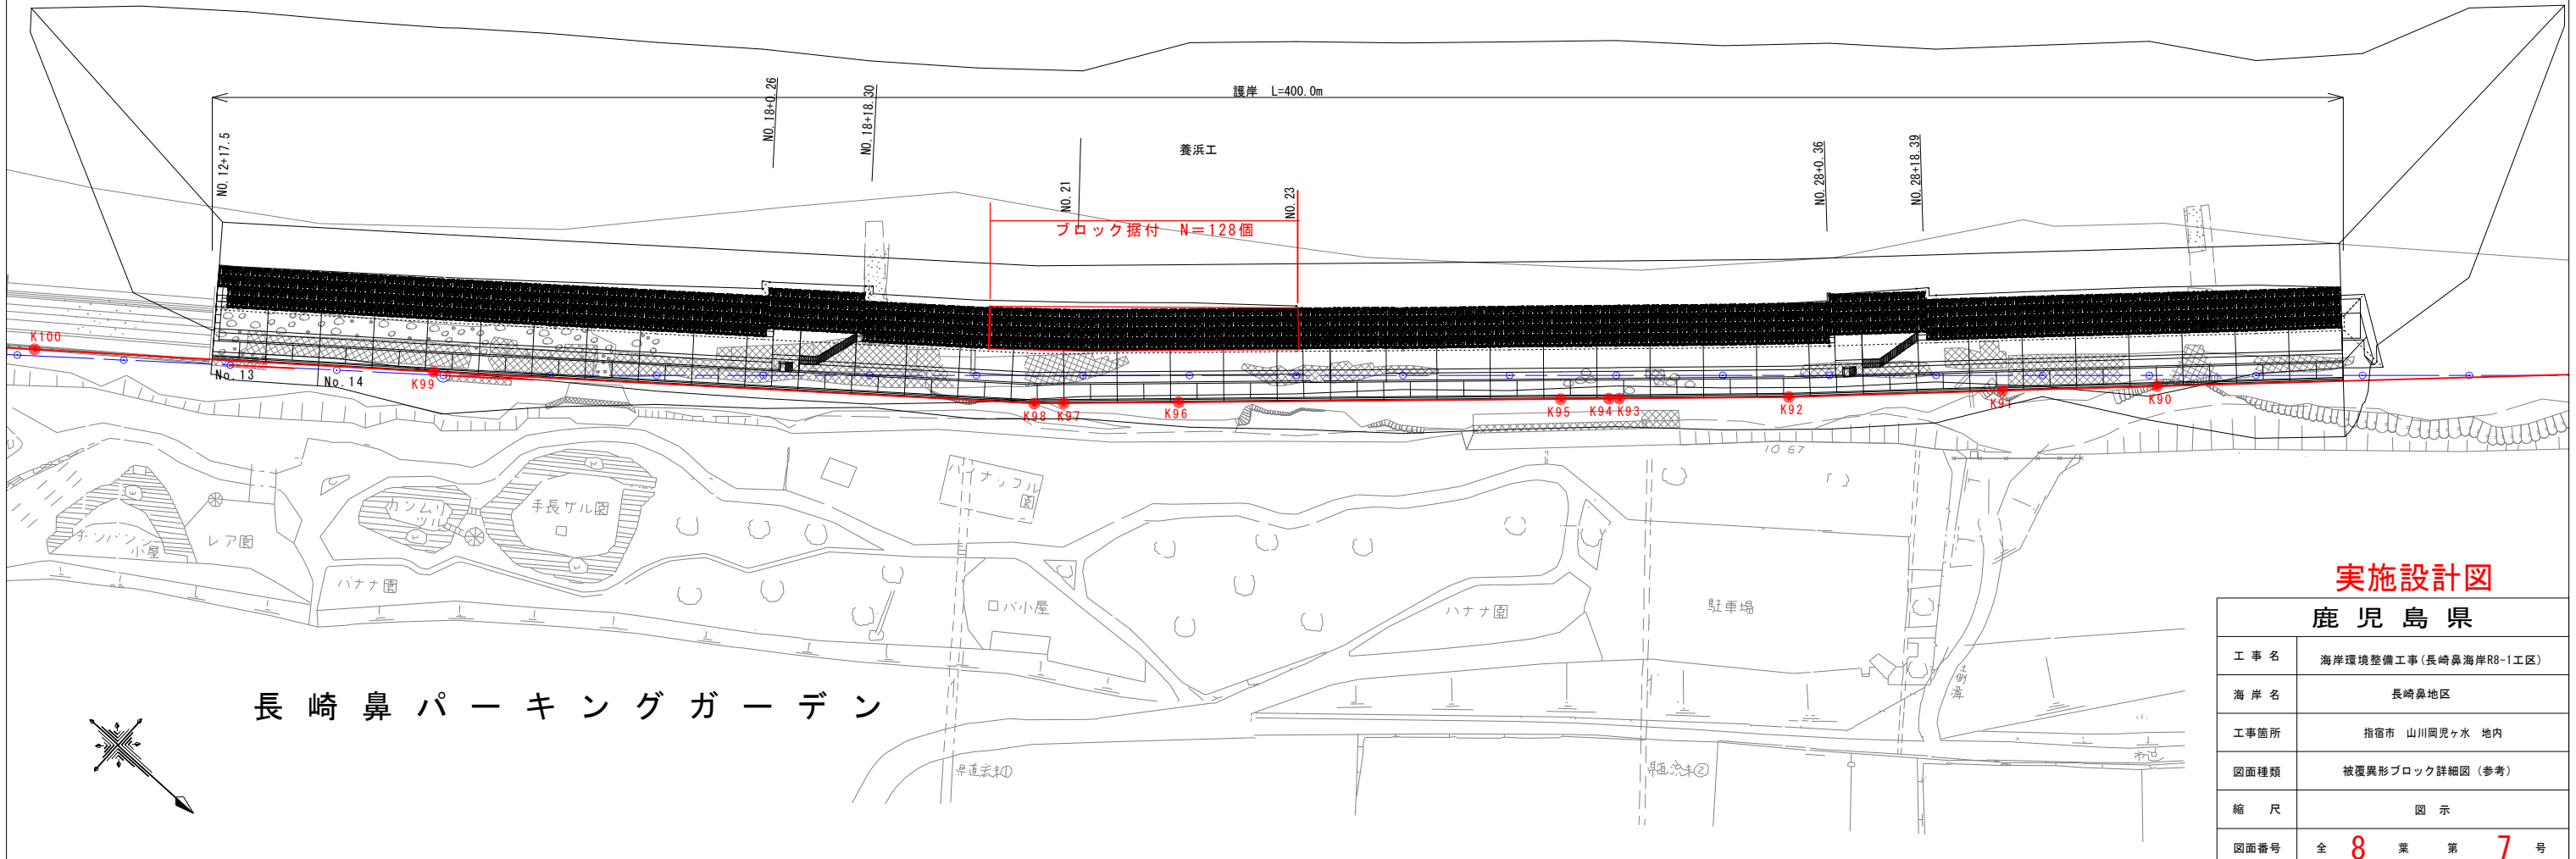 護岸　L=400.0m
NO.12+17.5
NO.18+0.26
NO.18+18.30
養浜工
NO.21
NO.23
NO.28+0.36
NO.28+18.39
ブロック据付　N＝128個
K100
No.13
No.14
K99
K98
K97
K96
K95
K94
K93
K92
K91
K90
10 67
パイナップル
園
カンムリ
ヅル
手長ザル園
チンパンジー
小屋
レア園
バナナ園
ロバ小屋
バナナ園
駐車場
長崎鼻パーキングガーデン
実施設計図
鹿児島県
工事名　海岸環境整備工事(長崎鼻海岸R8-1工区)
海岸名　長崎鼻地区
工事箇所　指宿市　山川岡児ヶ水　地内
図面種類　被覆異形ブロック詳細図（参考）
縮尺　図示
図面番号　全 8 葉 第 7 号